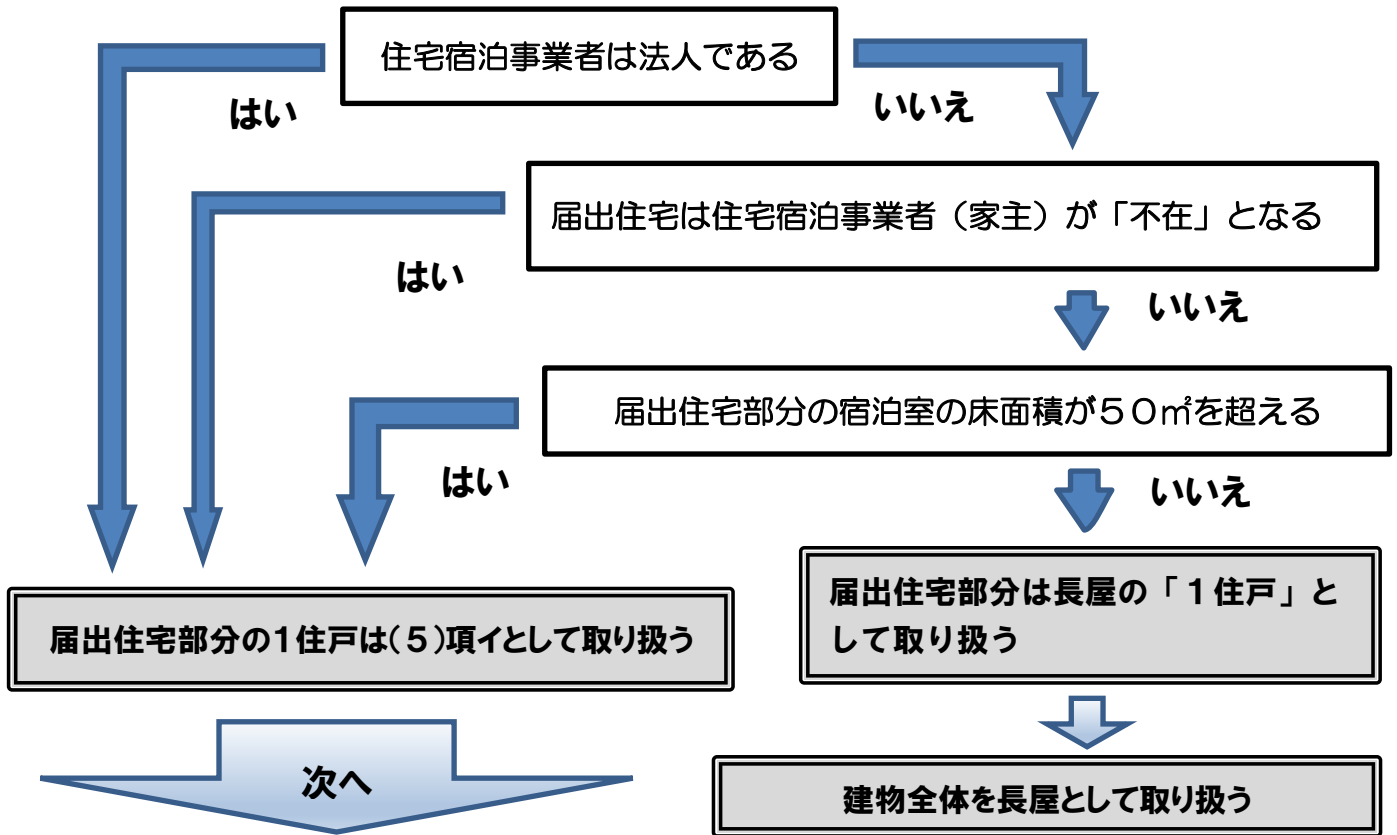 住宅宿泊事業者は法人である
はい
いいえ
届出住宅は住宅宿泊事業者（家主）が「不在」となる
はい
いいえ
届出住宅部分の宿泊室の床面積が５０㎡を超える
はい
いいえ
届出住宅部分は長屋の「１住戸」と
して取り扱う
届出住宅部分の１住戸は（５）項イとして取り扱う
次へ
建物全体を長屋として取り扱う